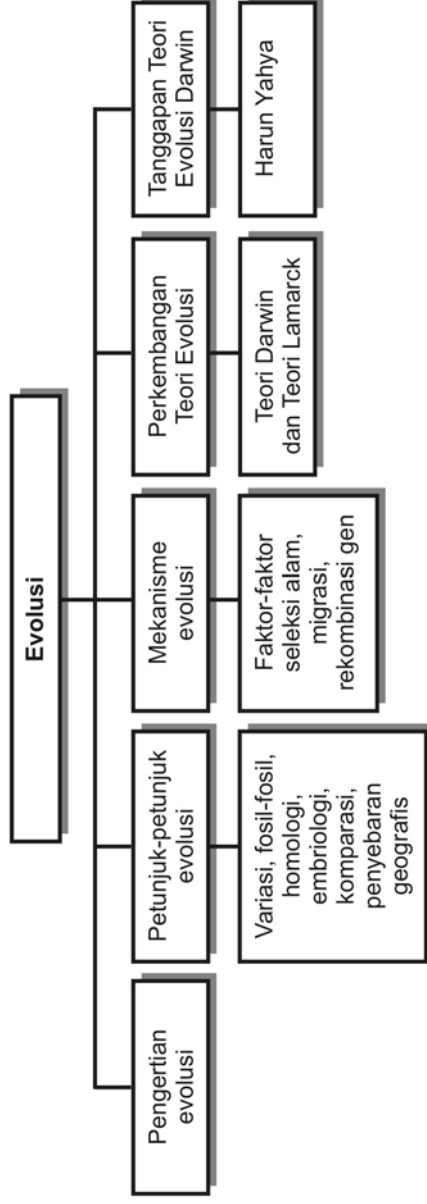 Evolusi
Pengertian
evolusi
Petunjuk-petunjuk
evolusi
Mekanisme
evolusi
Perkembangan
Teori Evolusi
Tanggapan Teori
Evolusi Darwin
Variasi, fosil-fosil,
homologi,
embriologi,
komparasi,
penyebaran
geografis
Faktor-faktor
seleksi alam,
migrasi,
rekombinasi gen
Teori Darwin
dan Teori Lamarck
Harun Yahya